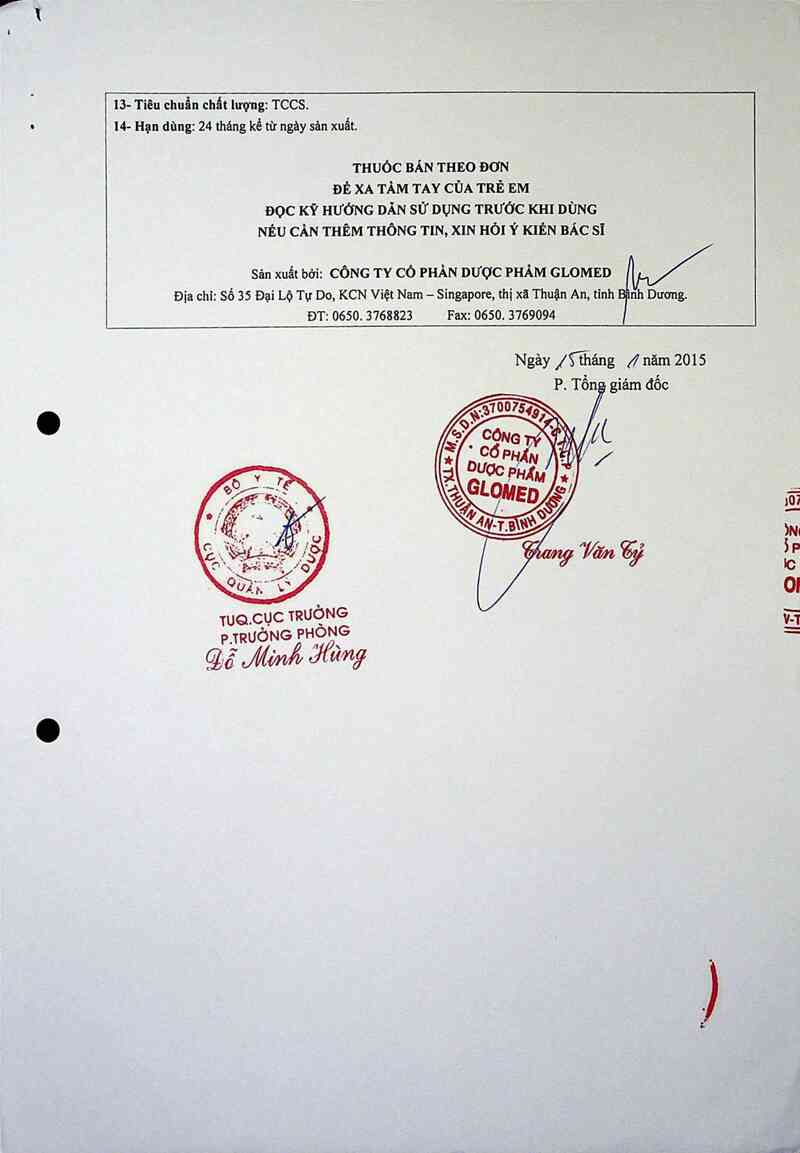 13- Tiêu chuẩn chất lượng: TCCS.
14- Hạn dùng: 24 tháng kể từ ngày sản xuất.
THUỐC BÁN THEO ĐƠN
ĐỂ XA TẦM TAY CỦA TRẺ EM
ĐỌC KỸ HƯỚNG DẪN SỬ DỤNG TRƯỚC KHI DÙNG
NẾU CẦN THÊM THÔNG TIN, XIN HỎI Ý KIẾN BÁC SĨ
Sản xuất bởi: CÔNG TY CỔ PHẦN DƯỢC PHẨM GLOMED
Địa chỉ: Số 35 Đại Lộ Tự Do, KCN Việt Nam – Singapore, thị xã Thuận An, tỉnh Bình Dương.
ĐT: 0650. 3768823 Fax: 0650. 3769094
Ngày 15 tháng 1 năm 2015
P. Tổng giám đốc
M.S.D.N:3700754914-C.T.C.P
CÔNG TY
CỔ PHẦN
DƯỢC PHẨM
GLOMED
TX.THUẬN AN-T.BÌNH DƯƠNG
Trang Văn Tỷ
BỘ Y TẾ
CỤC QUẢN LÝ DƯỢC
TUQ.CỤC TRƯỞNG
P.TRƯỞNG PHÒNG
Đỗ Minh Hùng